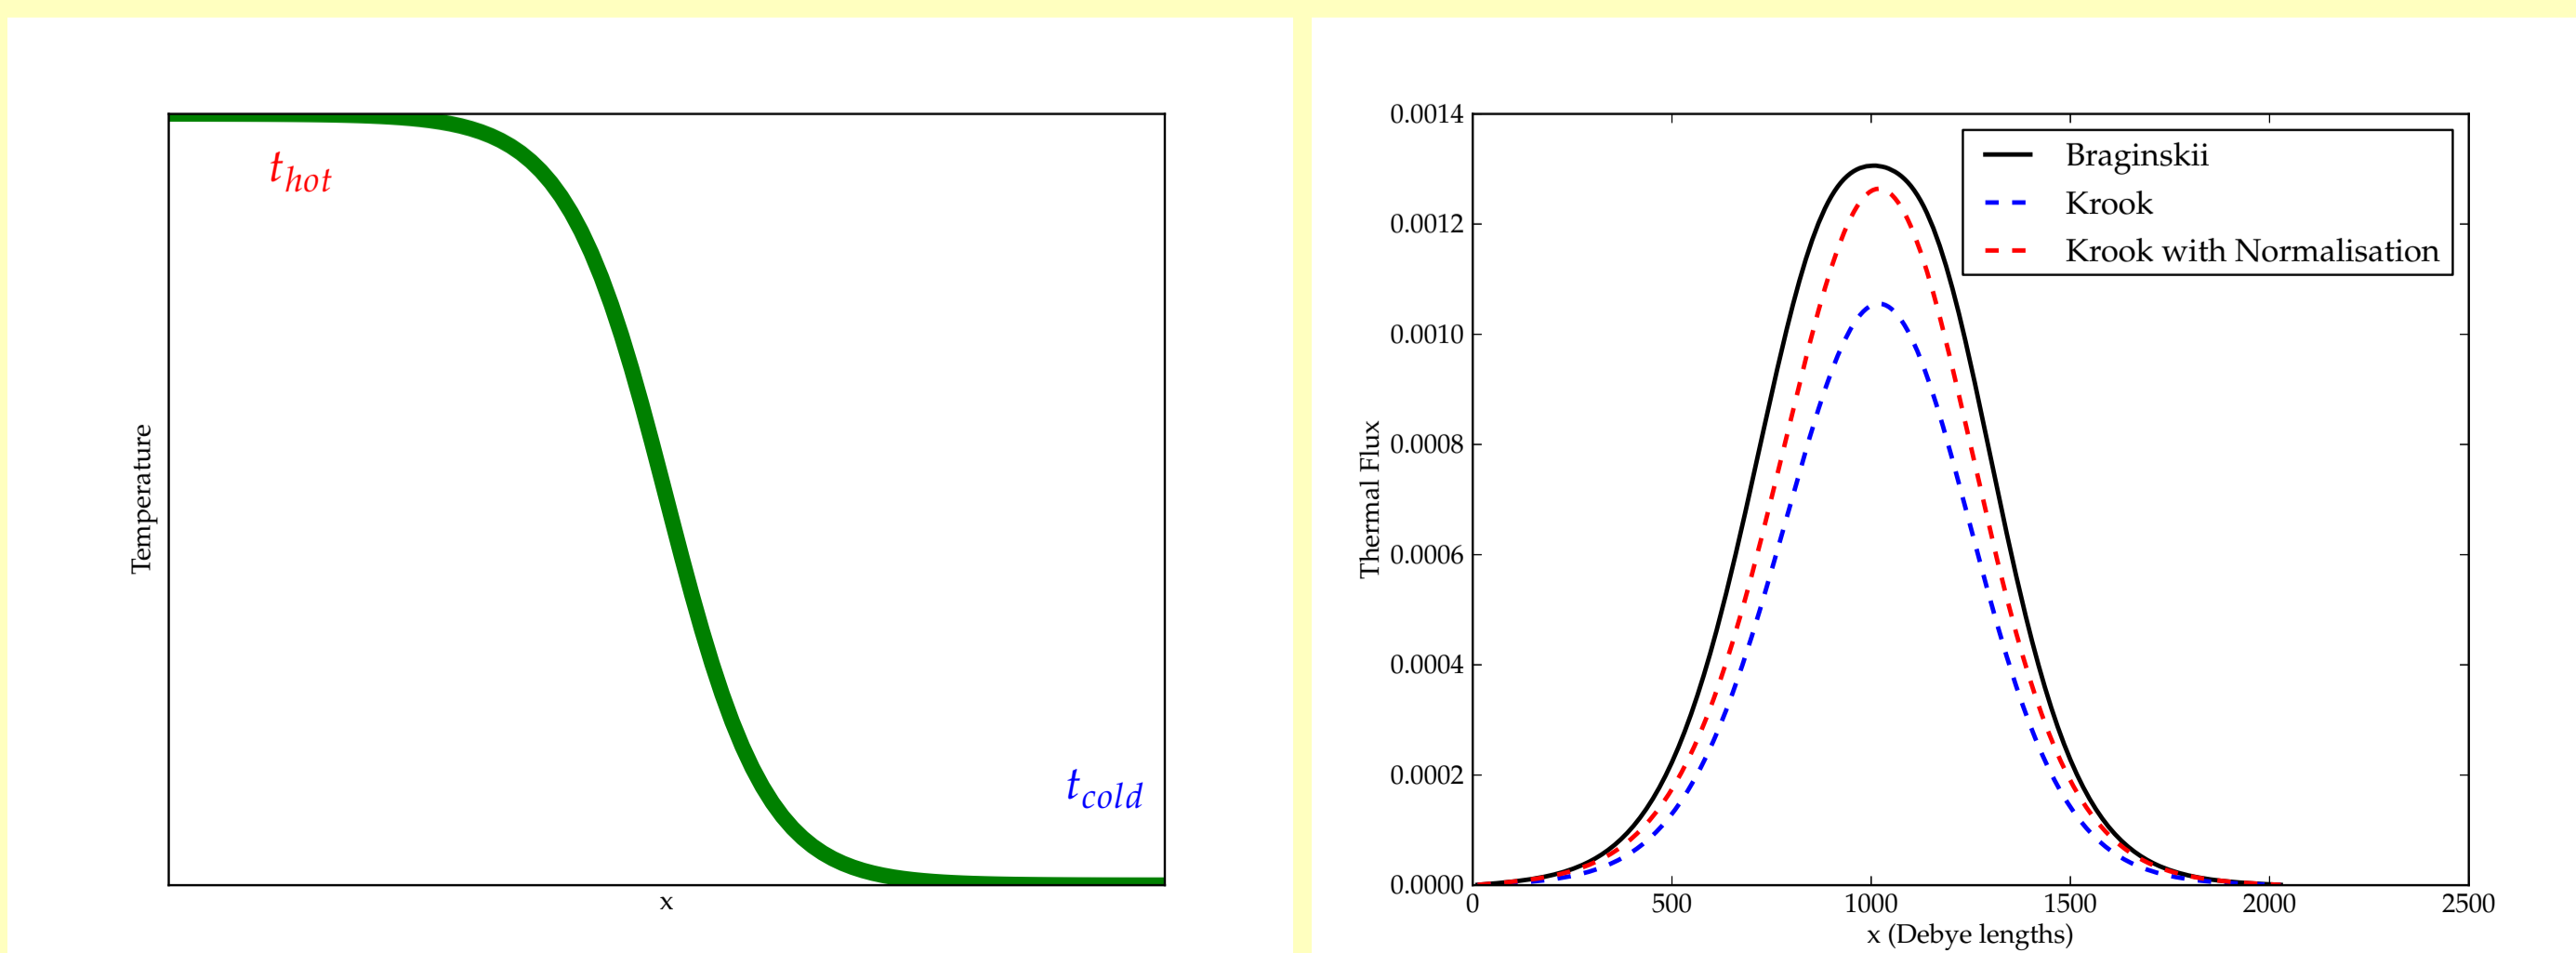 t_hot
t_cold
Temperature
x
0.0014
0.0012
0.0010
0.0008
0.0006
0.0004
0.0002
0.0000
Thermal Flux
Braginskii
Krook
Krook with Normalisation
0 500 1000 1500 2000 2500
x (Debye lengths)